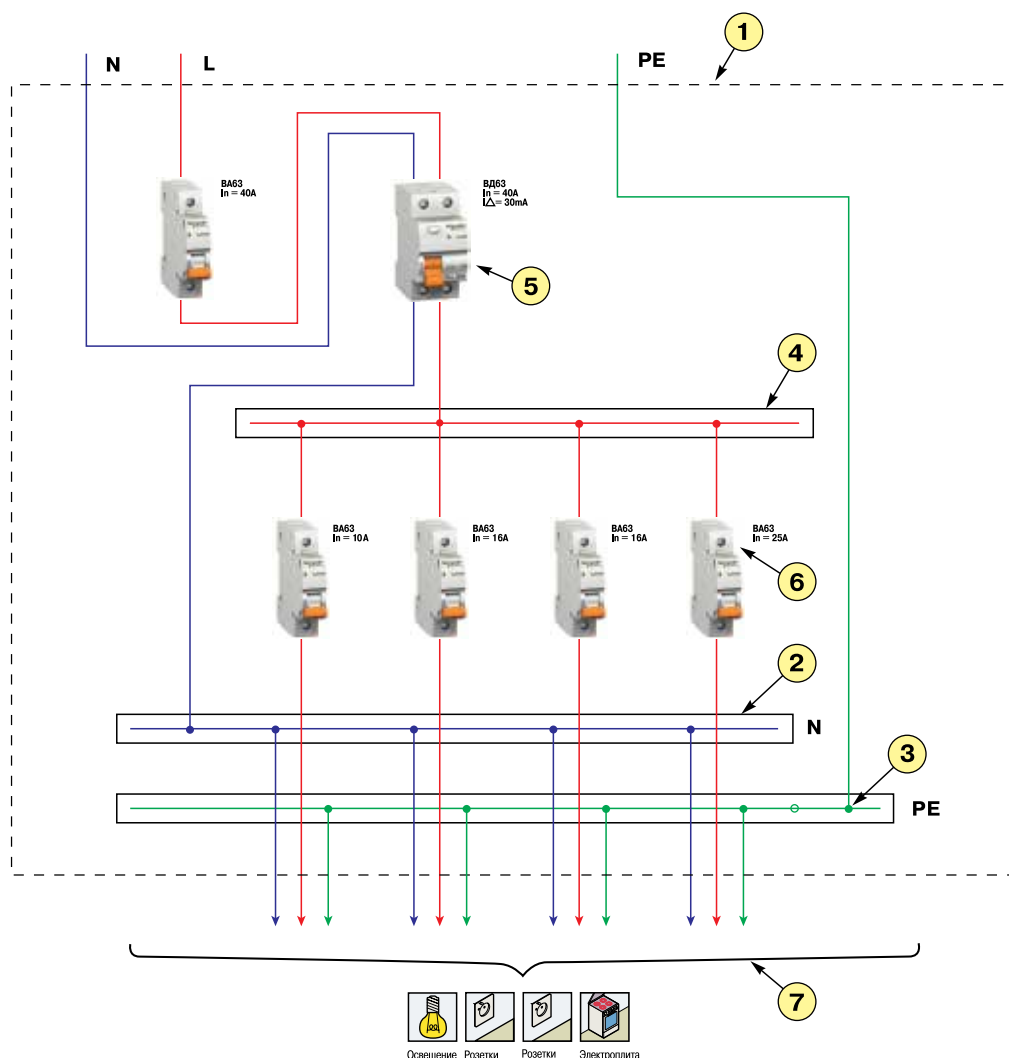 1
N L PE
ВА63
In = 40A
ВД63
In = 40A
I△= 30mA
5
4
ВА63
In = 10A
ВА63
In = 16A
ВА63
In = 16A
ВА63
In = 25A
6
2
N
3
PE
7
Освещение Розетки Розетки Электроплита